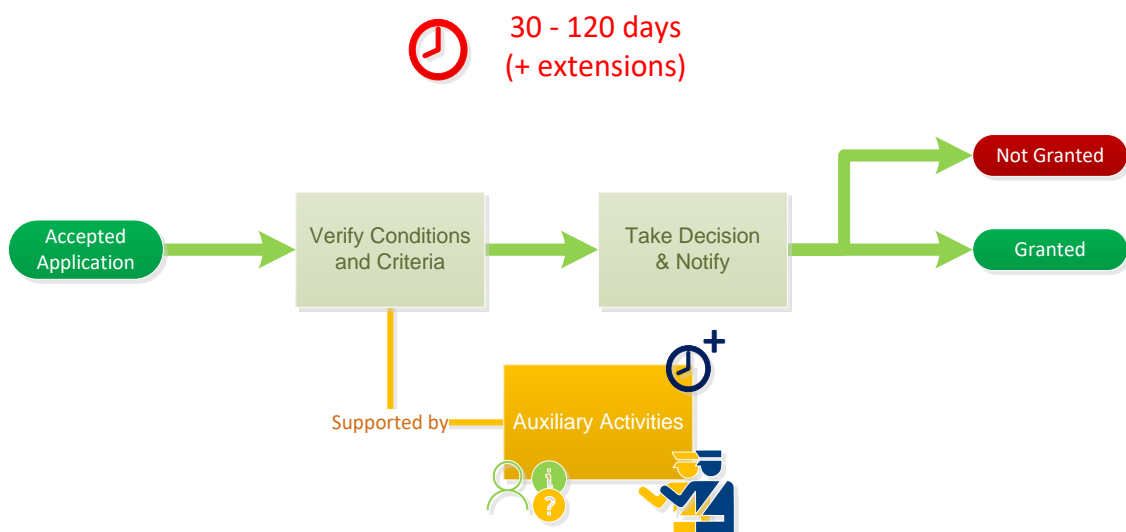 30 - 120 days
(+ extensions)
Not Granted
Accepted
Application
Verify Conditions
and Criteria
Take Decision
& Notify
Granted
Supported by
Auxiliary Activities
i
?